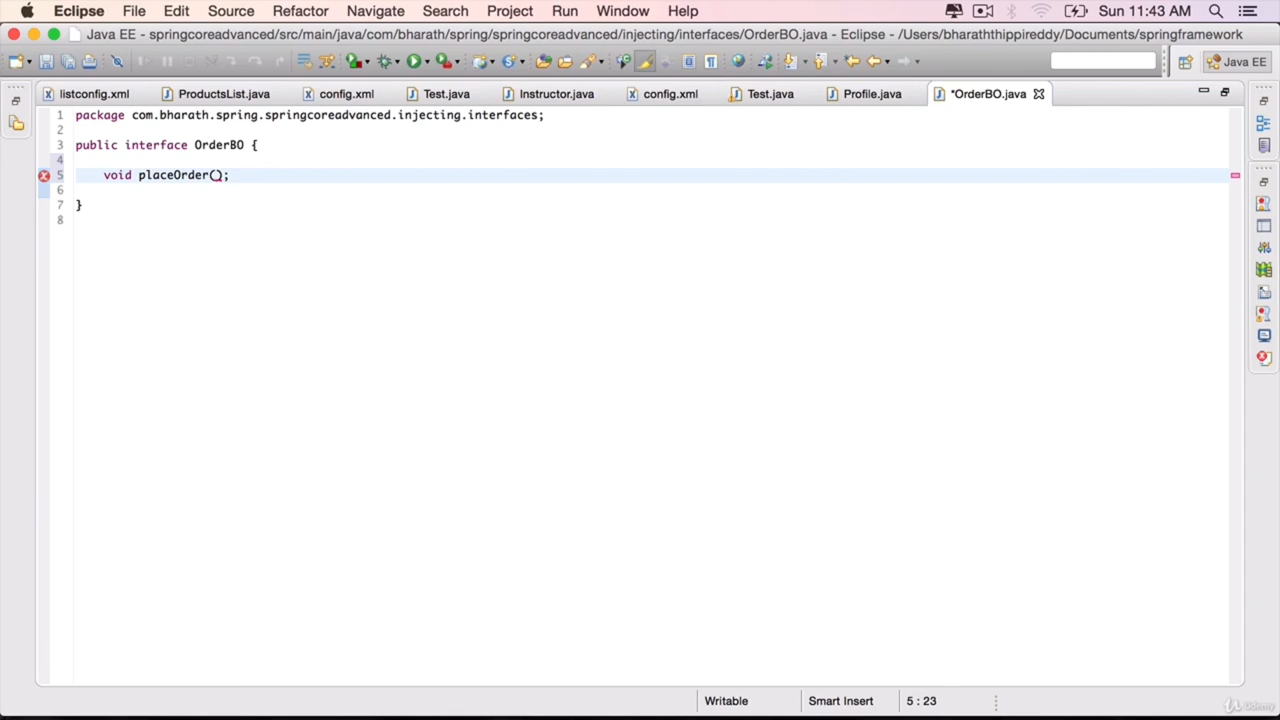 Eclipse File Edit Source Refactor Navigate Search Project Run Window Help Sun 11:43 AM
Java EE - springcoreadvanced/src/main/java/com/bharath/spring/springcoreadvanced/injecting/interfaces/OrderBO.java - Eclipse - /Users/bharaththippireddy/Documents/springframework
Java EE
listconfig.xml ProductsList.java config.xml Test.java Instructor.java config.xml Test.java Profile.java *OrderBO.java
1 package com.bharath.spring.springcoreadvanced.injecting.interfaces;
2
3 public interface OrderBO {
4
5 void placeOrder();
6
7 }
8
Writable Smart Insert 5 : 23
Udemy